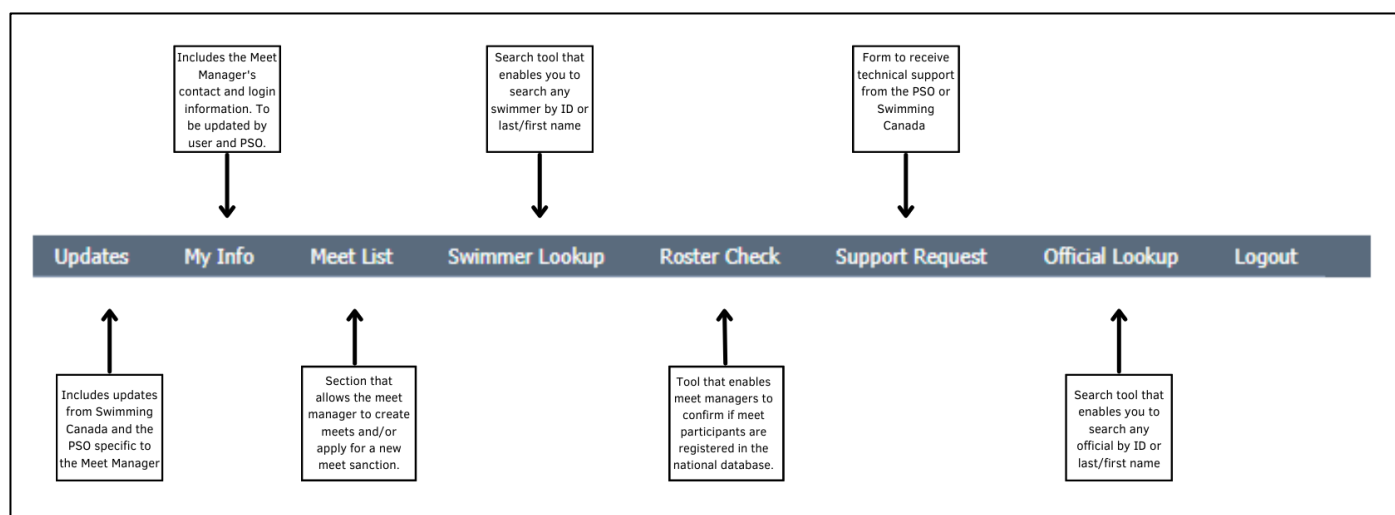 Includes the Meet
Manager's
contact and login
information. To
be updated by
user and PSO.
Search tool that
enables you to
search any
swimmer by ID or
last/first name
Form to receive
technical support
from the PSO or
Swimming
Canada
Updates My Info Meet List Swimmer Lookup Roster Check Support Request Official Lookup Logout
Includes updates
from Swimming
Canada and the
PSO specific to
the Meet Manager
Section that
allows the meet
manager to create
meets and/or
apply for a new
meet sanction.
Tool that enables
meet managers to
confirm if meet
participants are
registered in the
national database.
Search tool that
enables you to
search any
official by ID or
last/first name